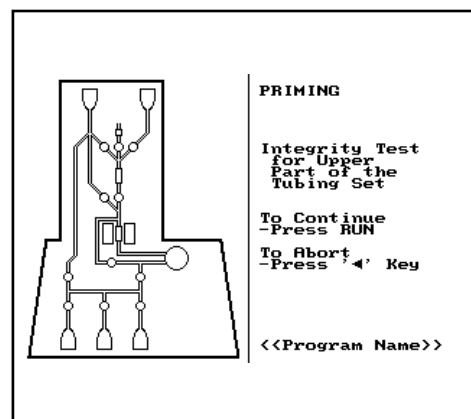 PRIMING
Integrity Test
for Upper
Part of the
Tubing Set
To Continue
-Press RUN
To Abort
-Press '◄' Key
<<Program Name>>